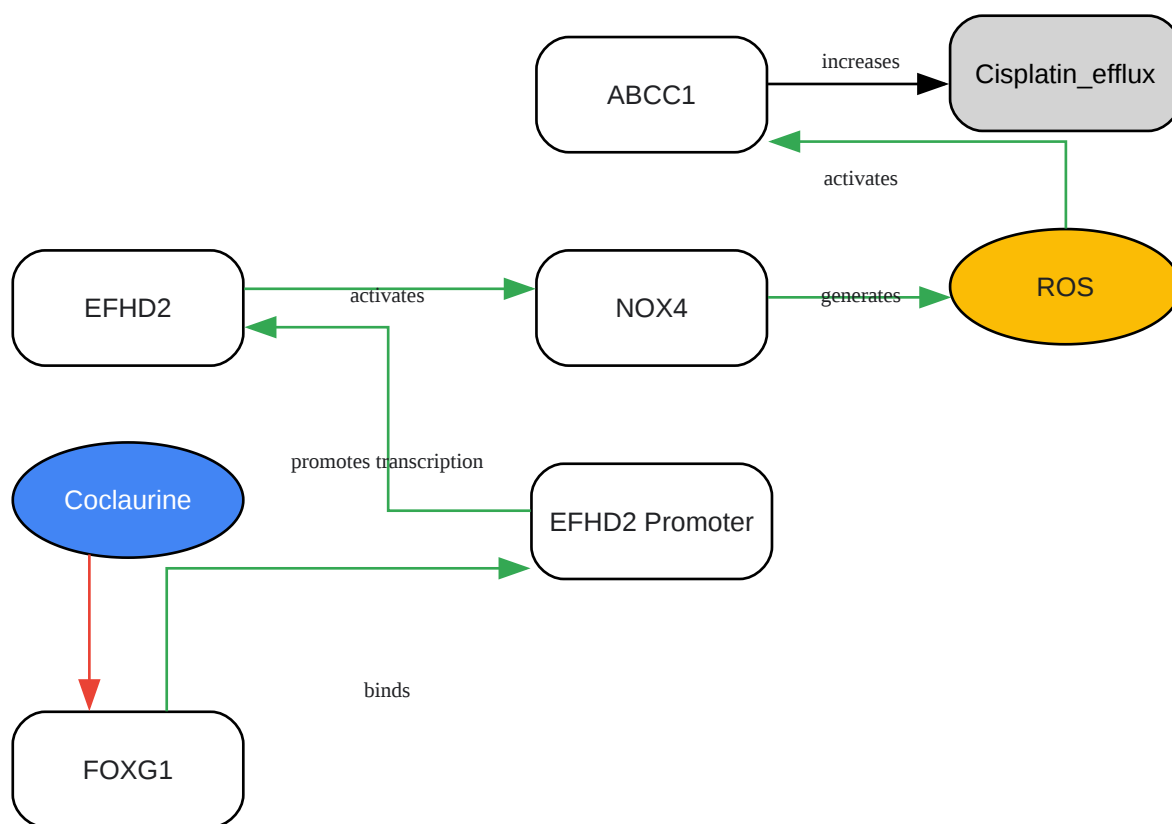 increases
Cisplatin_efflux
ABCC1
activates
EFHD2
activates
NOX4
generates
ROS
promotes transcription
Coclaurine
EFHD2 Promoter
binds
FOXG1